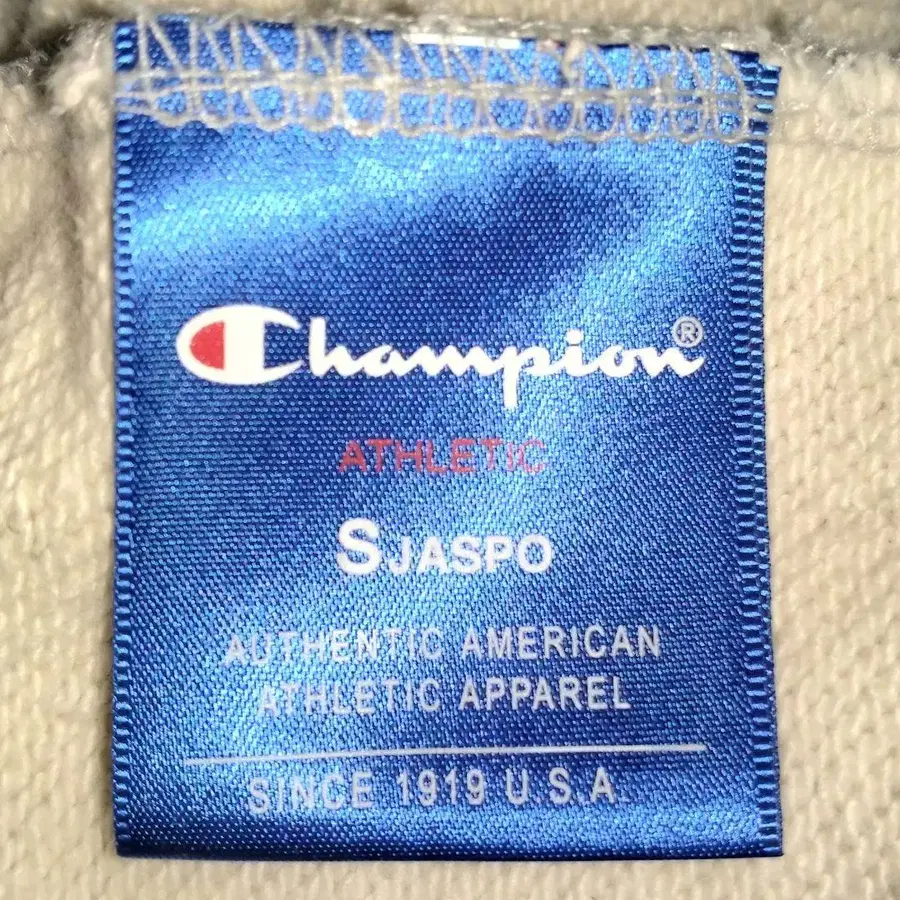 Champion®
ATHLETIC
SJASPO
AUTHENTIC AMERICAN
ATHLETIC APPAREL
SINCE 1919 U.S.A.